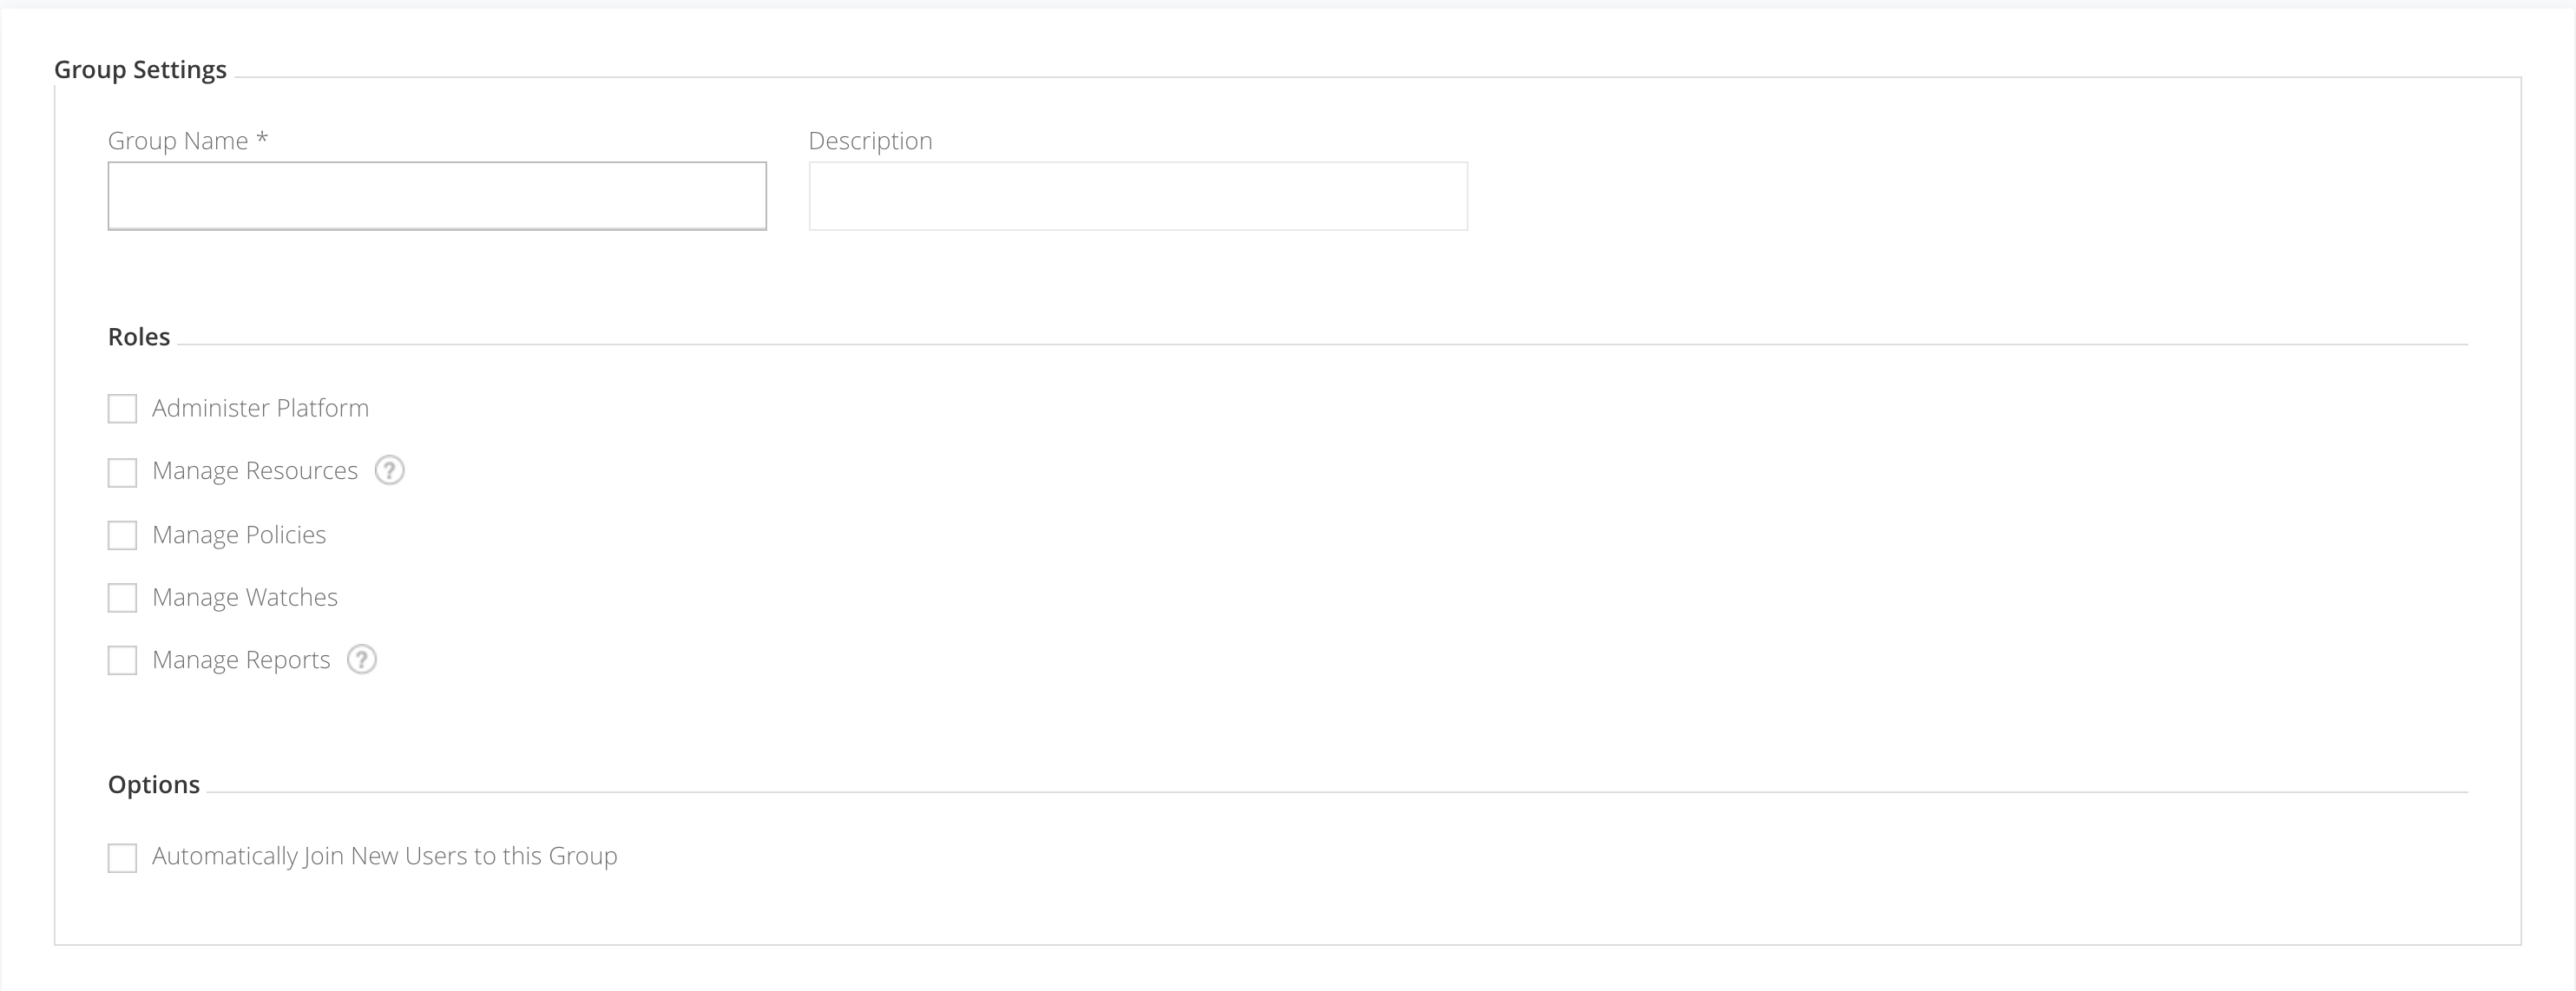 Group Settings
Group Name *
Description
Roles
Administer Platform
Manage Resources ?
Manage Policies
Manage Watches
Manage Reports ?
Options
Automatically Join New Users to this Group